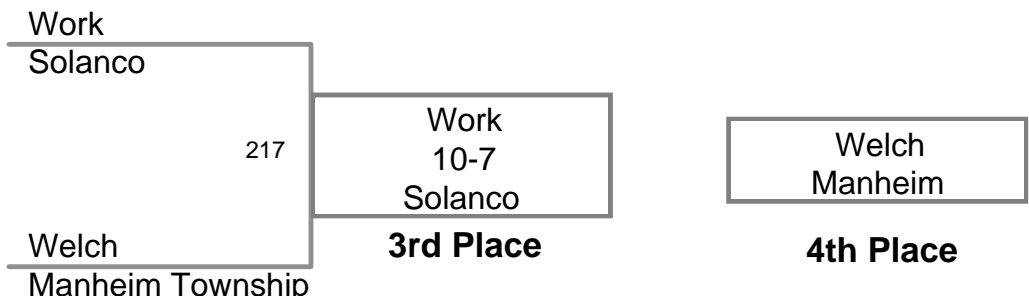 Work
Solanco
217
Work
10-7
Solanco
3rd Place
Welch
Manheim
4th Place
Welch
Manheim Township